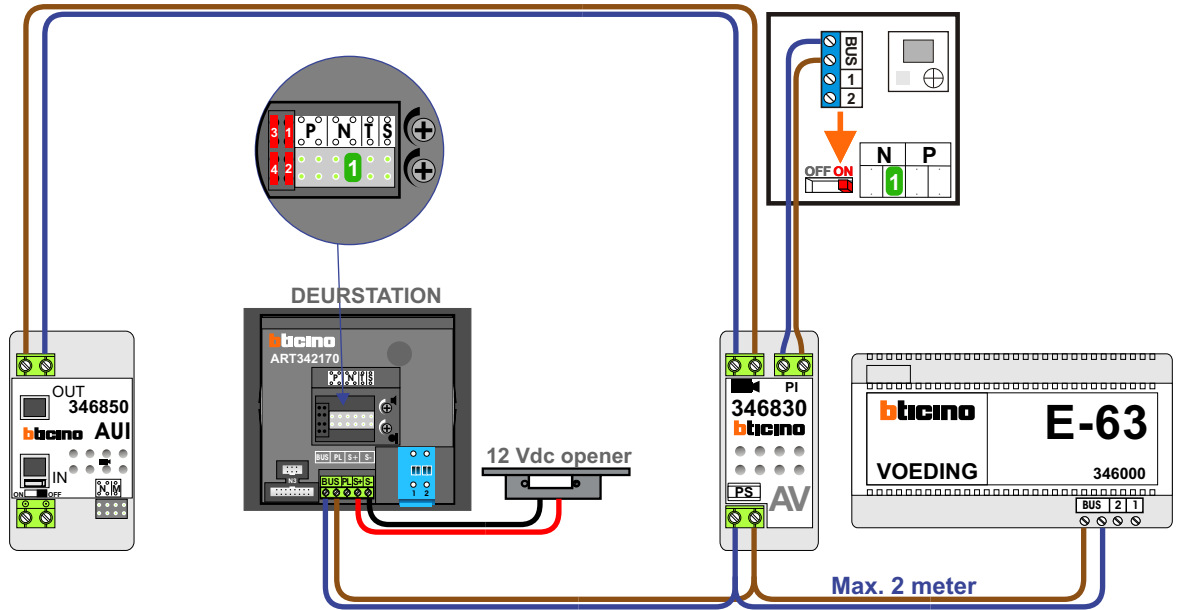 BUS
1
2
OFF ON
N P
1
3 1 P N T S
4 2 1
DEURSTATION
bticino
ART342170
P N T S
BUS PL S+ S-
N3
BUS PL S+ S-
1 2
12 Vdc opener
OUT
346850
bticino AUI
IN
ON OFF
N M
PI
346830
bticino
PS
AV
bticino
E-63
VOEDING
346000
BUS 2 1
Max. 2 meter